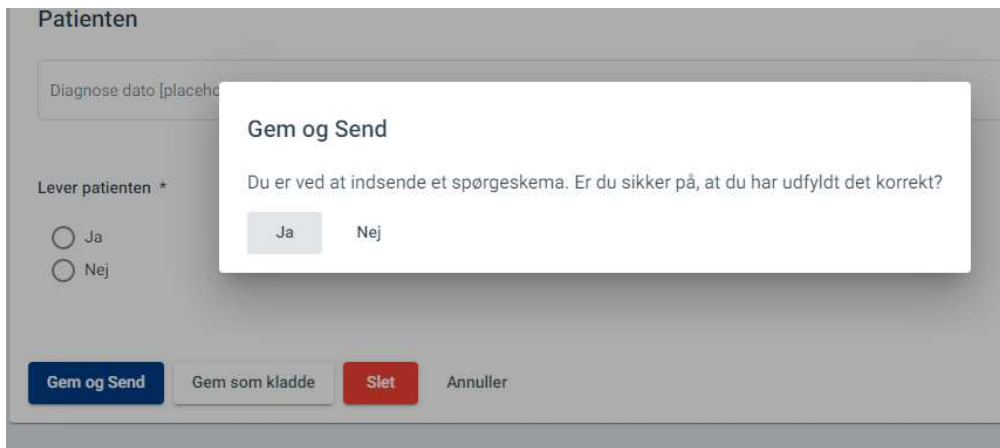 Patienten
Diagnose dato [placeho
Gem og Send
Du er ved at indsende et spørgeskema. Er du sikker på, at du har udfyldt det korrekt?
Ja
Nej
Lever patienten *
Ja
Nej
Gem og Send
Gem som kladde
Slet
Annuller